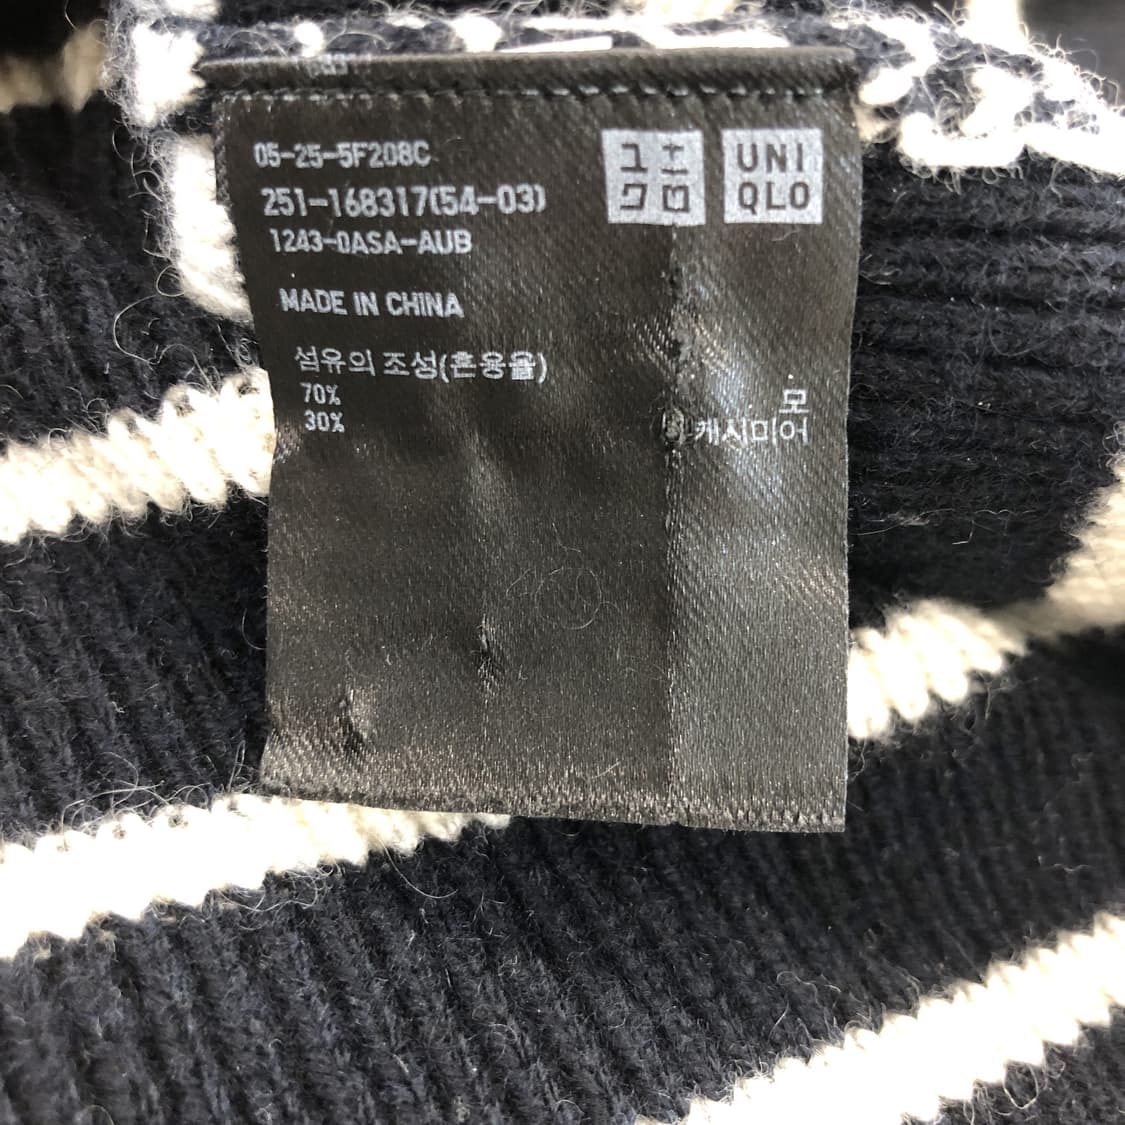 05-25-5F208C
251-168317(54-03)
1243-0ASA-AUB
ユニ
クロ
UNI
QLO
MADE IN CHINA
섬유의 조성(혼용율)
70% 모
30% 캐시미어